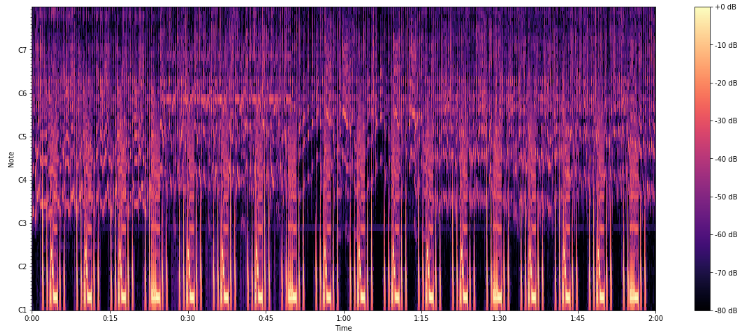 C7
C6
C5
C4
C3
C2
C1
Note
0:00
0:15
0:30
0:45
1:00
1:15
1:30
1:45
2:00
Time
+0 dB
-10 dB
-20 dB
-30 dB
-40 dB
-50 dB
-60 dB
-70 dB
-80 dB